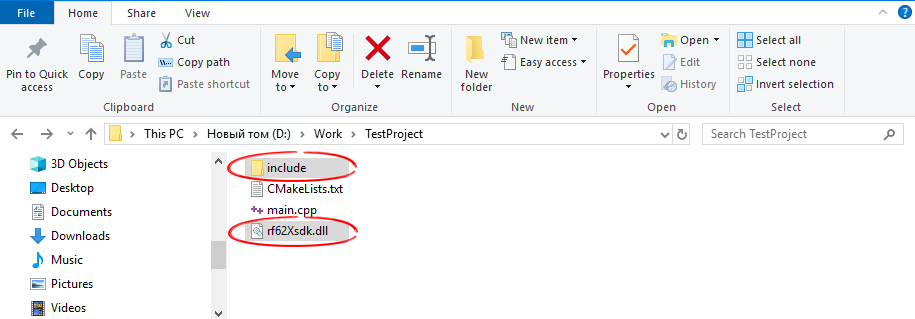 File Home Share View
Pin to Quick access
Copy
Paste
Cut
Copy path
Paste shortcut
Move to
Copy to
Delete
Rename
New folder
New item
Easy access
Properties
Open
Edit
History
Select all
Select none
Invert selection
Clipboard Organize New Open Select
This PC Новый том (D:) Work TestProject Search TestProject
3D Objects
Desktop
Documents
Downloads
Music
Pictures
Videos
include
CMakeLists.txt
main.cpp
rf62Xsdk.dll